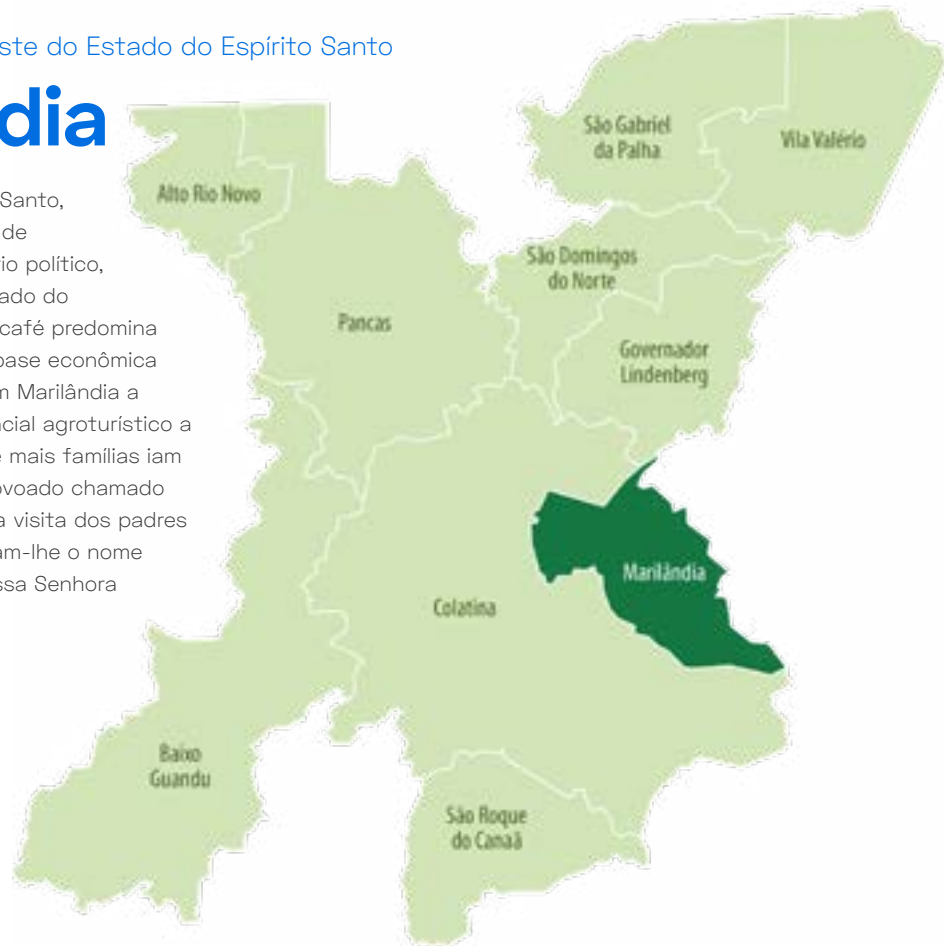 ste do Estado do Espírito Santo
dia
Santo,
de
io político,
ado do
café predomina
base econômica
m Marilândia a
cial agroturístico a
e mais famílias iam
ovoado chamado
a visita dos padres
am-lhe o nome
ssa Senhora
São Gabriel
da Palha
Vila Valério
Alto Rio Novo
São Domingos
do Norte
Pancas
Governador
Lindenberg
Marilândia
Colatina
Baixo
Guandu
São Roque
do Canaã